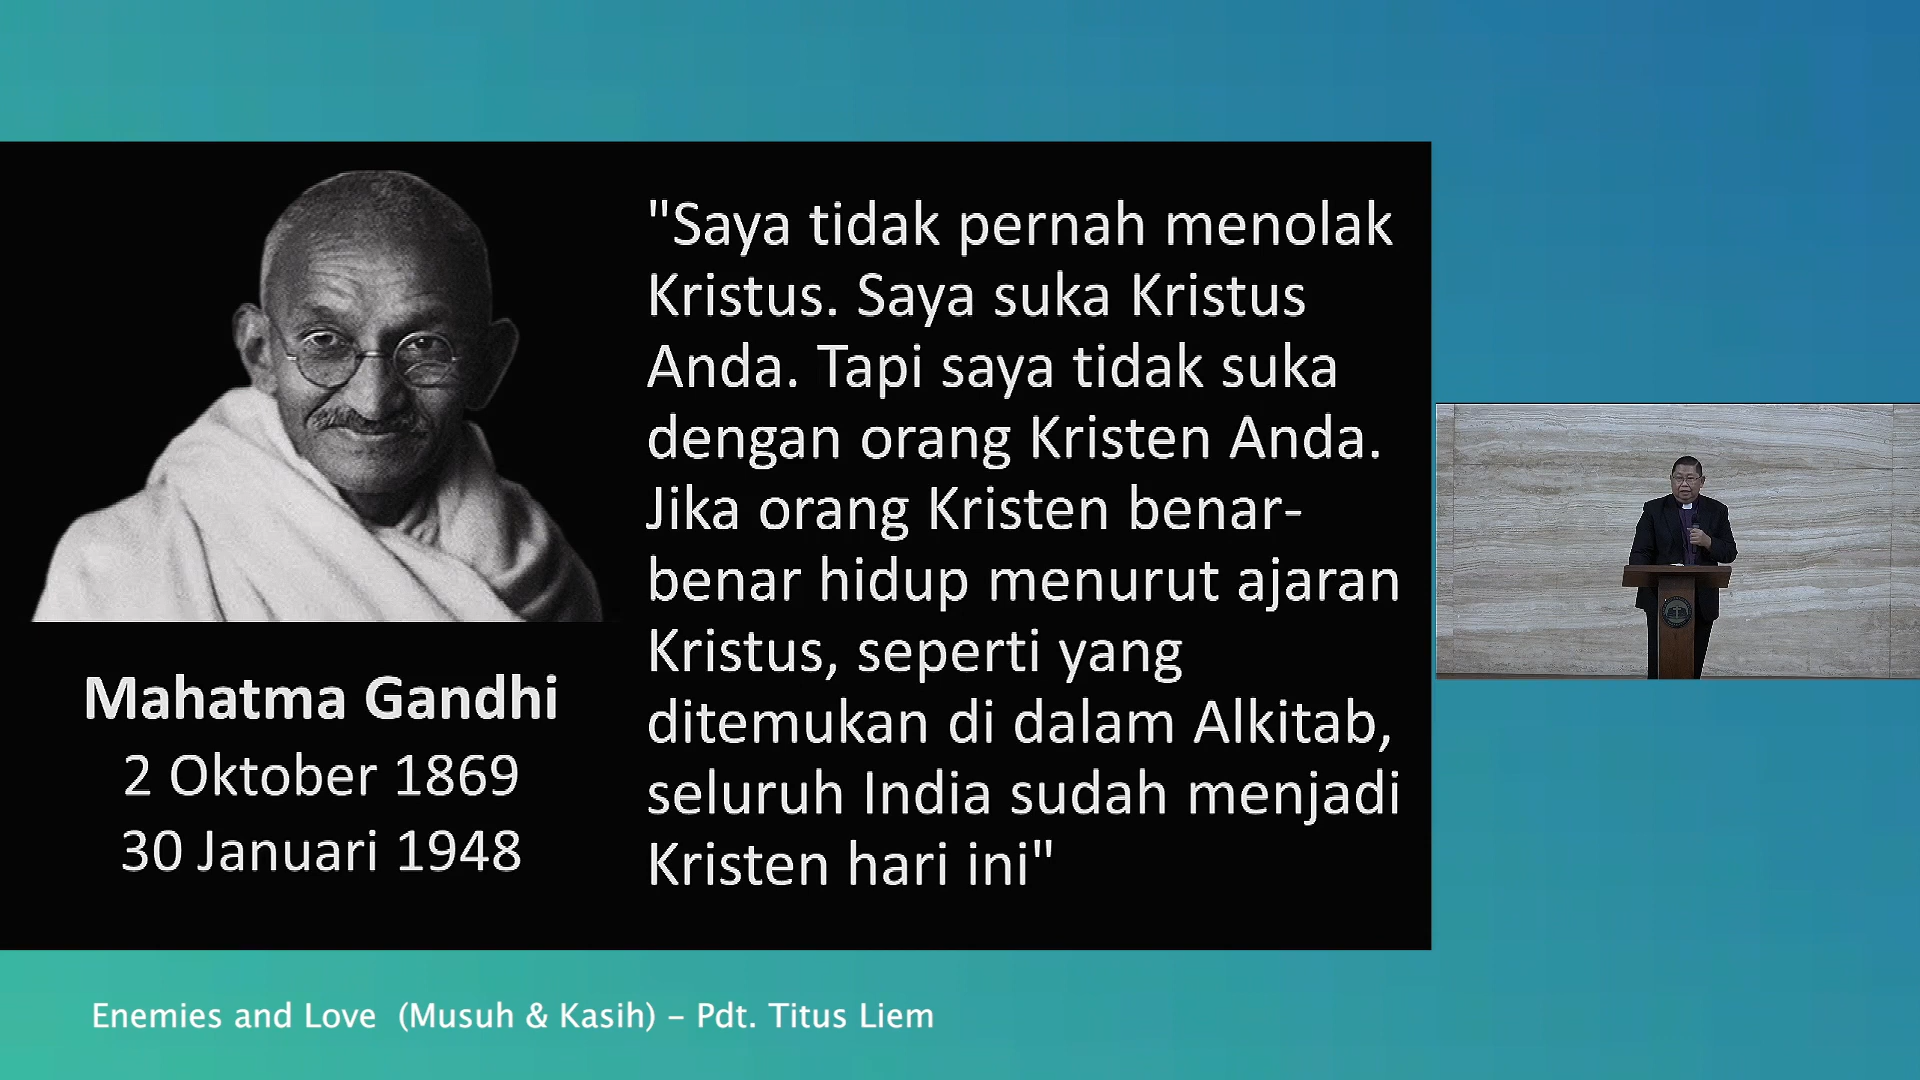 "Saya tidak pernah menolak
Kristus. Saya suka Kristus
Anda. Tapi saya tidak suka
dengan orang Kristen Anda.
Jika orang Kristen benar-
benar hidup menurut ajaran
Kristus, seperti yang
ditemukan di dalam Alkitab,
seluruh India sudah menjadi
Kristen hari ini"
Mahatma Gandhi
2 Oktober 1869
30 Januari 1948
Enemies and Love (Musuh & Kasih) – Pdt. Titus Liem